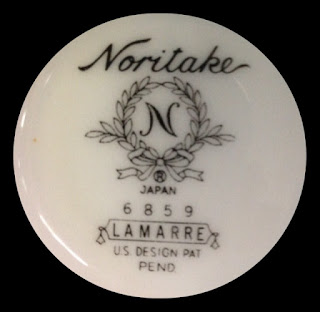 Noritake
N
®
JAPAN
6859
LAMARRE
U.S. DESIGN PAT
PEND.